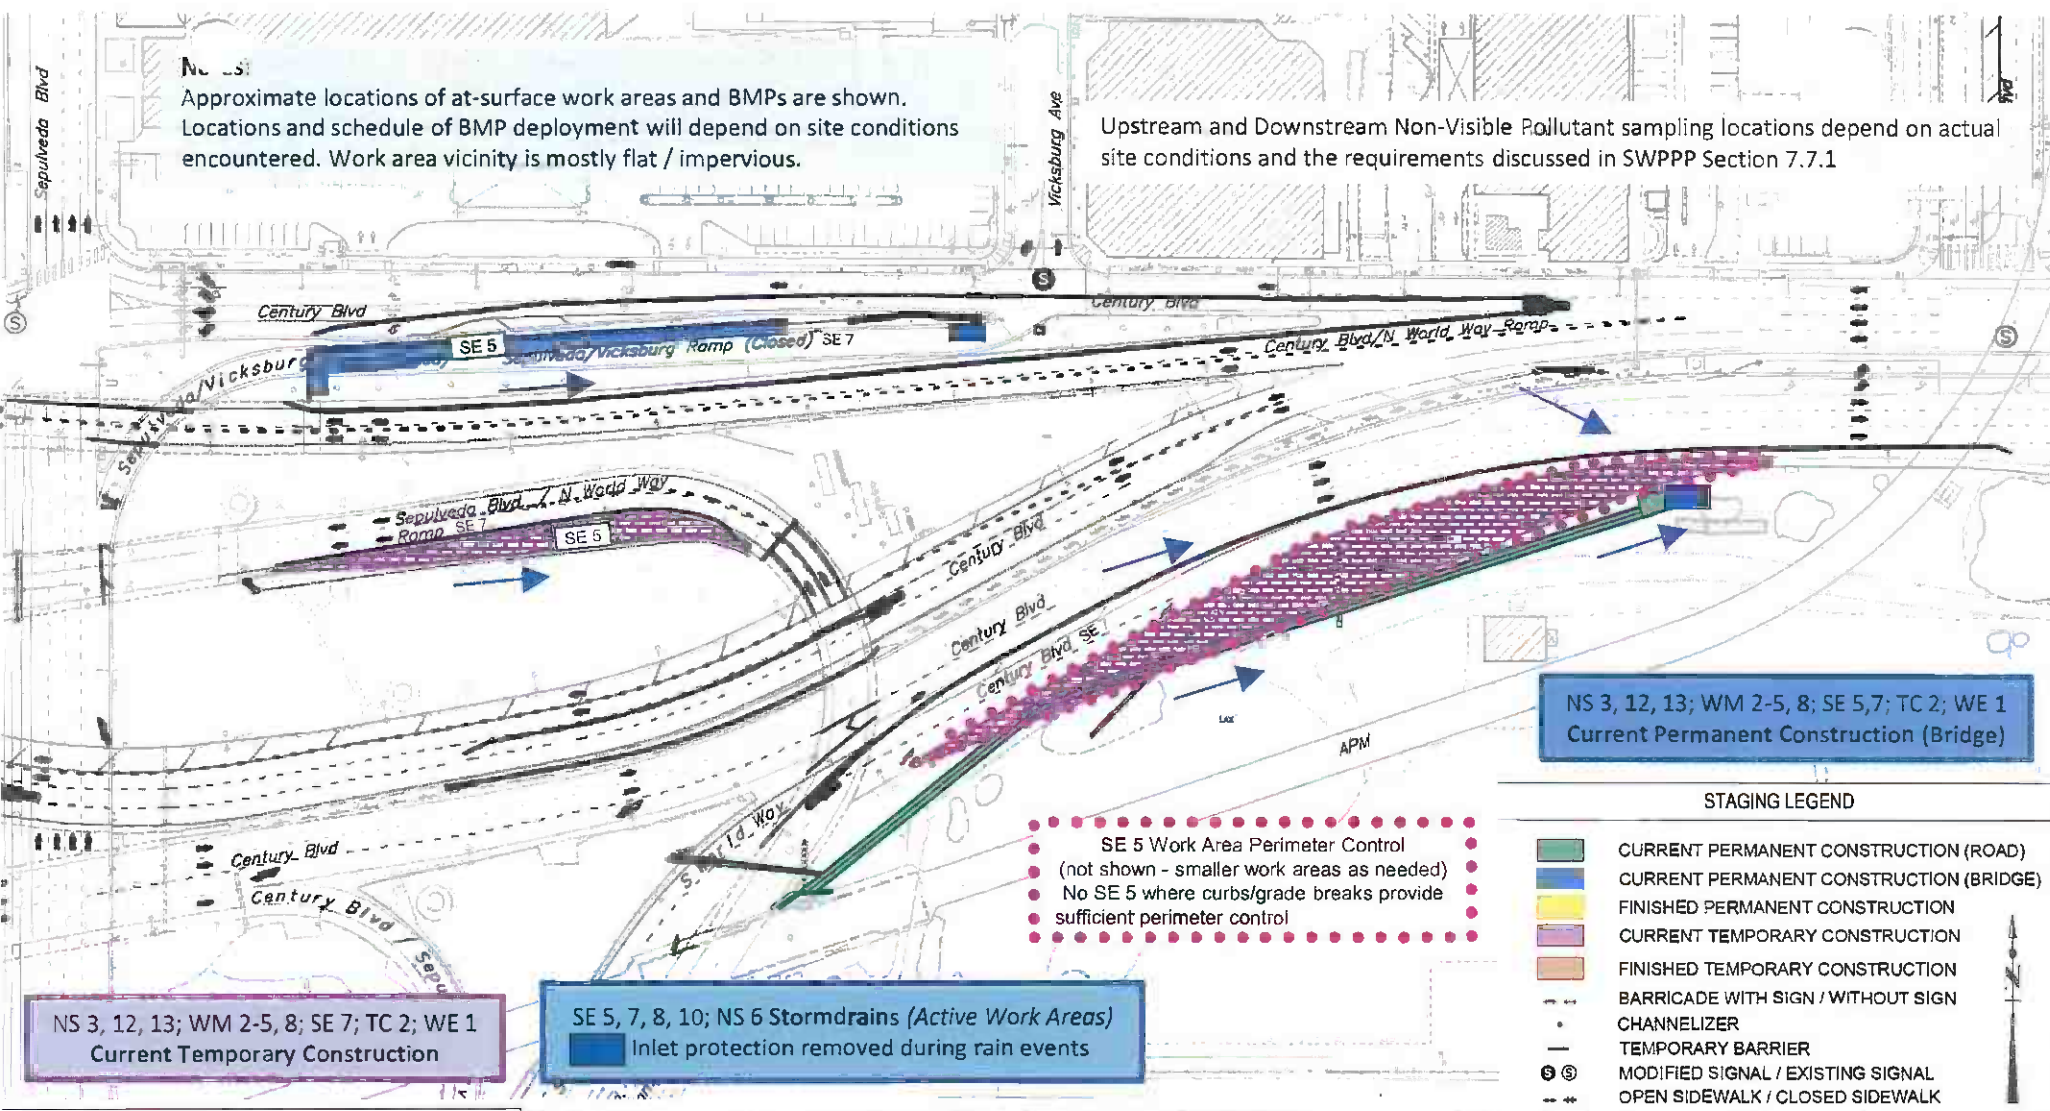 Sepulveda Blvd
Approximate locations of at-surface work areas and BMPs are shown.
Locations and schedule of BMP deployment will depend on site conditions
encountered. Work area vicinity is mostly flat / impervious.
Vicksburg Ave
Upstream and Downstream Non-Visible Pollutant sampling locations depend on actual
site conditions and the requirements discussed in SWPPP Section 7.7.1
S
S
S
Century Blvd
Century Blvd
SE 5
Sepulveda/Vicksburg Ramp (Closed)
SE 7
Century Blvd/N World Way Ramp
Sepulveda/Vicksburg
Sepulveda Blvd / N World Way
Ramp
SE 7
SE 5
Century Blvd
Century Blvd
Century Blvd
SE
LAX
APM
NS 3, 12, 13; WM 2-5, 8; SE 5,7; TC 2; WE 1
Current Permanent Construction (Bridge)
S World Way
Century Blvd
Century Blvd / Sepu
SE 5 Work Area Perimeter Control
(not shown - smaller work areas as needed)
No SE 5 where curbs/grade breaks provide
sufficient perimeter control
NS 3, 12, 13; WM 2-5, 8; SE 7; TC 2; WE 1
Current Temporary Construction
SE 5, 7, 8, 10; NS 6 Stormdrains (Active Work Areas)
Inlet protection removed during rain events
STAGING LEGEND
CURRENT PERMANENT CONSTRUCTION (ROAD)
CURRENT PERMANENT CONSTRUCTION (BRIDGE)
FINISHED PERMANENT CONSTRUCTION
CURRENT TEMPORARY CONSTRUCTION
FINISHED TEMPORARY CONSTRUCTION
BARRICADE WITH SIGN / WITHOUT SIGN
CHANNELIZER
TEMPORARY BARRIER
S S MODIFIED SIGNAL / EXISTING SIGNAL
OPEN SIDEWALK / CLOSED SIDEWALK